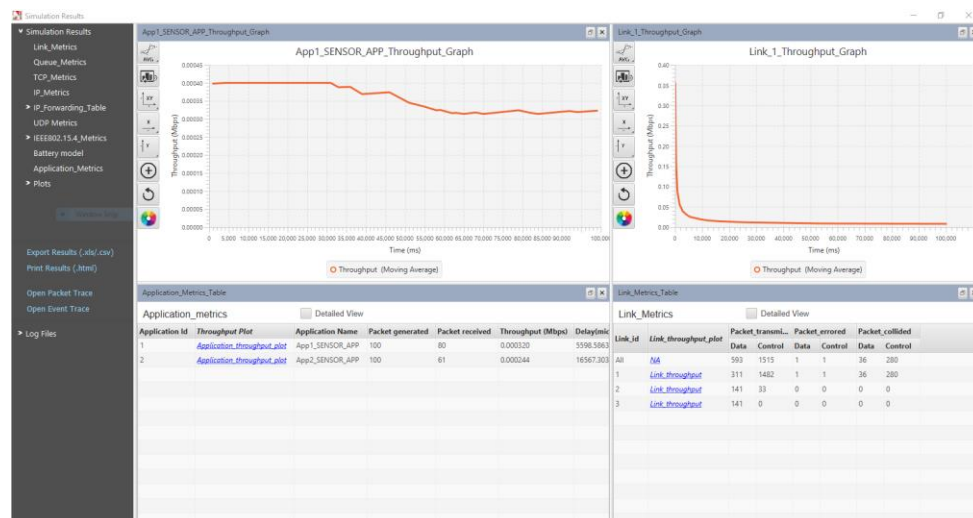 Simulation Results
Simulation Results
Link_Metrics
Queue_Metrics
TCP_Metrics
IP_Metrics
IP_Forwarding_Table
UDP Metrics
IEEE802.15.4_Metrics
Battery model
Application_Metrics
Plots
Export Results (.xls/.csv)
Print Results (.html)
Open Packet Trace
Open Event Trace
Log Files
App1_SENSOR_APP_Throughput_Graph
App1_SENSOR_APP_Throughput_Graph
AVG
XY
X
Y
Throughput (Mbps)
0.00045
0.00040
0.00035
0.00030
0.00025
0.00020
0.00015
0.00010
0.00005
0.00000
0 5,000 10,000 15,000 20,000 25,000 30,000 35,000 40,000 45,000 50,000 55,000 60,000 65,000 70,000 75,000 80,000 85,000 90,000 100,000
Time (ms)
Throughput (Moving Average)
Link_1_Throughput_Graph
Link_1_Throughput_Graph
AVG
XY
X
Y
Throughput (Mbps)
0.40
0.35
0.30
0.25
0.20
0.15
0.10
0.05
0.00
0 10,000 20,000 30,000 40,000 50,000 60,000 70,000 80,000 90,000 100,000
Time (ms)
Throughput (Moving Average)
Application_Metrics_Table
Application_metrics Detailed View
Application Id Throughput Plot Application Name Packet generated Packet received Throughput (Mbps) Delay(mic
1 Application_throughput_plot App1_SENSOR_APP 100 80 0.000320 5598.5863
2 Application_throughput_plot App2_SENSOR_APP 100 61 0.000244 16567.303
Link_Metrics_Table
Link_Metrics Detailed View
Link_id Link_throughput_plot Packet_transmi... Packet_errored Packet_collided
Data Control Data Control Data Control
All NA 593 1515 1 1 36 280
1 Link_throughput 311 1482 1 1 36 280
2 Link_throughput 141 33 0 0 0 0
3 Link_throughput 141 0 0 0 0 0